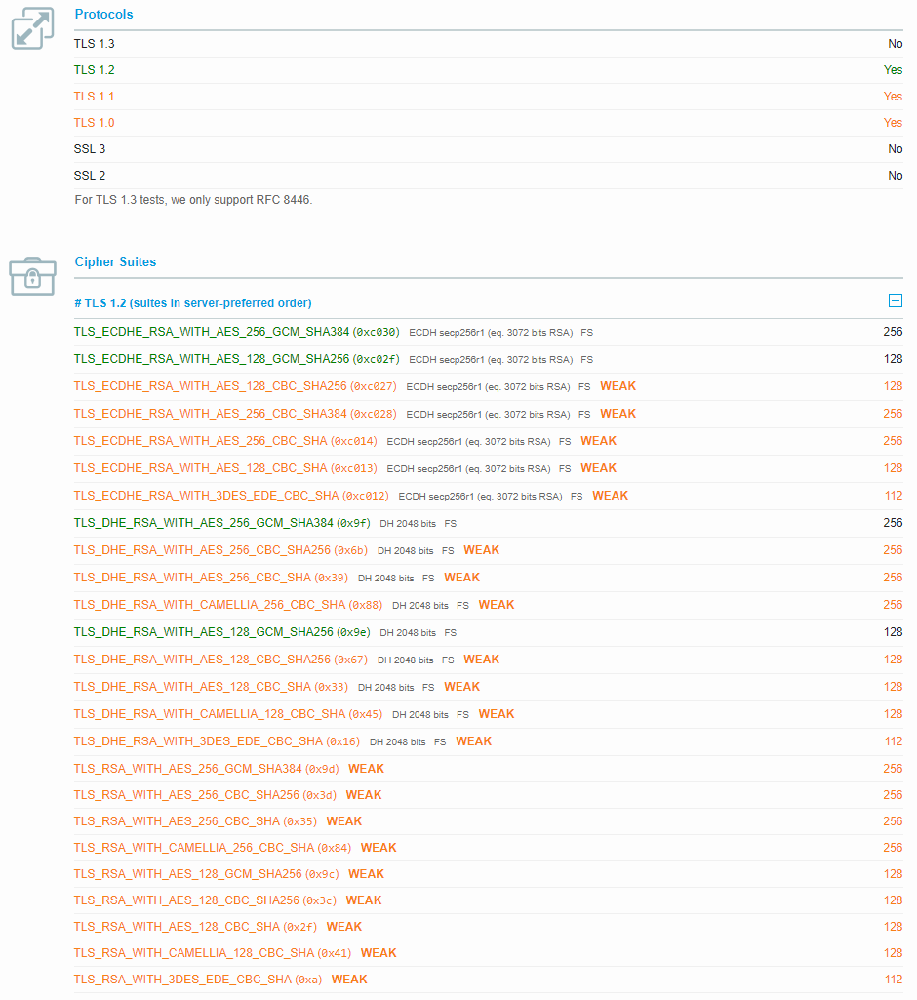 Protocols
TLS 1.3 No
TLS 1.2 Yes
TLS 1.1 Yes
TLS 1.0 Yes
SSL 3 No
SSL 2 No
For TLS 1.3 tests, we only support RFC 8446.
Cipher Suites
# TLS 1.2 (suites in server-preferred order)
TLS_ECDHE_RSA_WITH_AES_256_GCM_SHA384 (0xc030) ECDH secp256r1 (eq. 3072 bits RSA) FS 256
TLS_ECDHE_RSA_WITH_AES_128_GCM_SHA256 (0xc02f) ECDH secp256r1 (eq. 3072 bits RSA) FS 128
TLS_ECDHE_RSA_WITH_AES_128_CBC_SHA256 (0xc027) ECDH secp256r1 (eq. 3072 bits RSA) FS WEAK 128
TLS_ECDHE_RSA_WITH_AES_256_CBC_SHA384 (0xc028) ECDH secp256r1 (eq. 3072 bits RSA) FS WEAK 256
TLS_ECDHE_RSA_WITH_AES_256_CBC_SHA (0xc014) ECDH secp256r1 (eq. 3072 bits RSA) FS WEAK 256
TLS_ECDHE_RSA_WITH_AES_128_CBC_SHA (0xc013) ECDH secp256r1 (eq. 3072 bits RSA) FS WEAK 128
TLS_ECDHE_RSA_WITH_3DES_EDE_CBC_SHA (0xc012) ECDH secp256r1 (eq. 3072 bits RSA) FS WEAK 112
TLS_DHE_RSA_WITH_AES_256_GCM_SHA384 (0x9f) DH 2048 bits FS 256
TLS_DHE_RSA_WITH_AES_256_CBC_SHA256 (0x6b) DH 2048 bits FS WEAK 256
TLS_DHE_RSA_WITH_AES_256_CBC_SHA (0x39) DH 2048 bits FS WEAK 256
TLS_DHE_RSA_WITH_CAMELLIA_256_CBC_SHA (0x88) DH 2048 bits FS WEAK 256
TLS_DHE_RSA_WITH_AES_128_GCM_SHA256 (0x9e) DH 2048 bits FS 128
TLS_DHE_RSA_WITH_AES_128_CBC_SHA256 (0x67) DH 2048 bits FS WEAK 128
TLS_DHE_RSA_WITH_AES_128_CBC_SHA (0x33) DH 2048 bits FS WEAK 128
TLS_DHE_RSA_WITH_CAMELLIA_128_CBC_SHA (0x45) DH 2048 bits FS WEAK 128
TLS_DHE_RSA_WITH_3DES_EDE_CBC_SHA (0x16) DH 2048 bits FS WEAK 112
TLS_RSA_WITH_AES_256_GCM_SHA384 (0x9d) WEAK 256
TLS_RSA_WITH_AES_256_CBC_SHA256 (0x3d) WEAK 256
TLS_RSA_WITH_AES_256_CBC_SHA (0x35) WEAK 256
TLS_RSA_WITH_CAMELLIA_256_CBC_SHA (0x84) WEAK 256
TLS_RSA_WITH_AES_128_GCM_SHA256 (0x9c) WEAK 128
TLS_RSA_WITH_AES_128_CBC_SHA256 (0x3c) WEAK 128
TLS_RSA_WITH_AES_128_CBC_SHA (0x2f) WEAK 128
TLS_RSA_WITH_CAMELLIA_128_CBC_SHA (0x41) WEAK 128
TLS_RSA_WITH_3DES_EDE_CBC_SHA (0xa) WEAK 112